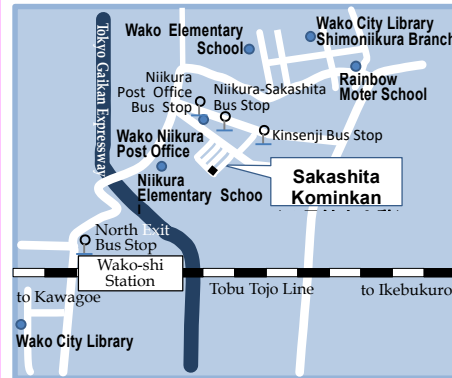 Wako Elementary
School
Wako City Library
Shimoniikura Branch
Tokyo Gaikan Expressway
Niikura
Post Office
Bus Stop
Niikura-Sakashita
Bus Stop
Rainbow
Moter School
Wako Niikura
Post Office
Kinsenji Bus Stop
Niikura
Elementary Schoo
l
Sakashita
Kominkan
North Exit
Bus Stop
Wako-shi
Station
to Kawagoe
Tobu Tojo Line
to Ikebukuro
Wako City Library